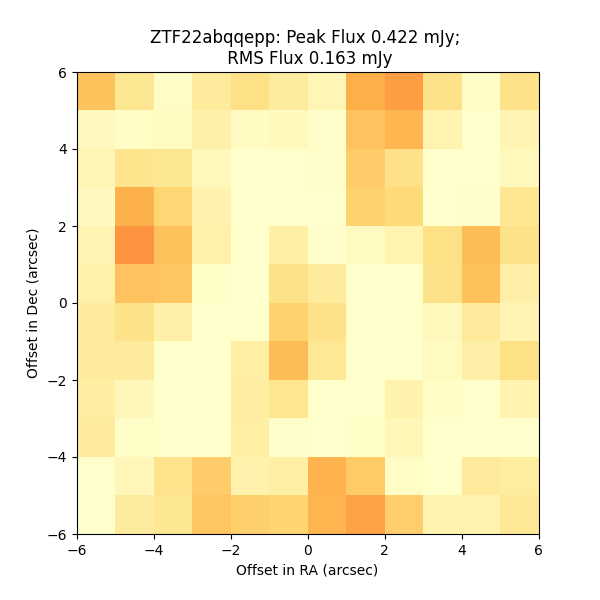 ZTF22abqqepp: Peak Flux 0.422 mJy;
RMS Flux 0.163 mJy
6
4
2
0
−2
−4
−6
Offset in Dec (arcsec)
−6 −4 −2 0 2 4 6
Offset in RA (arcsec)